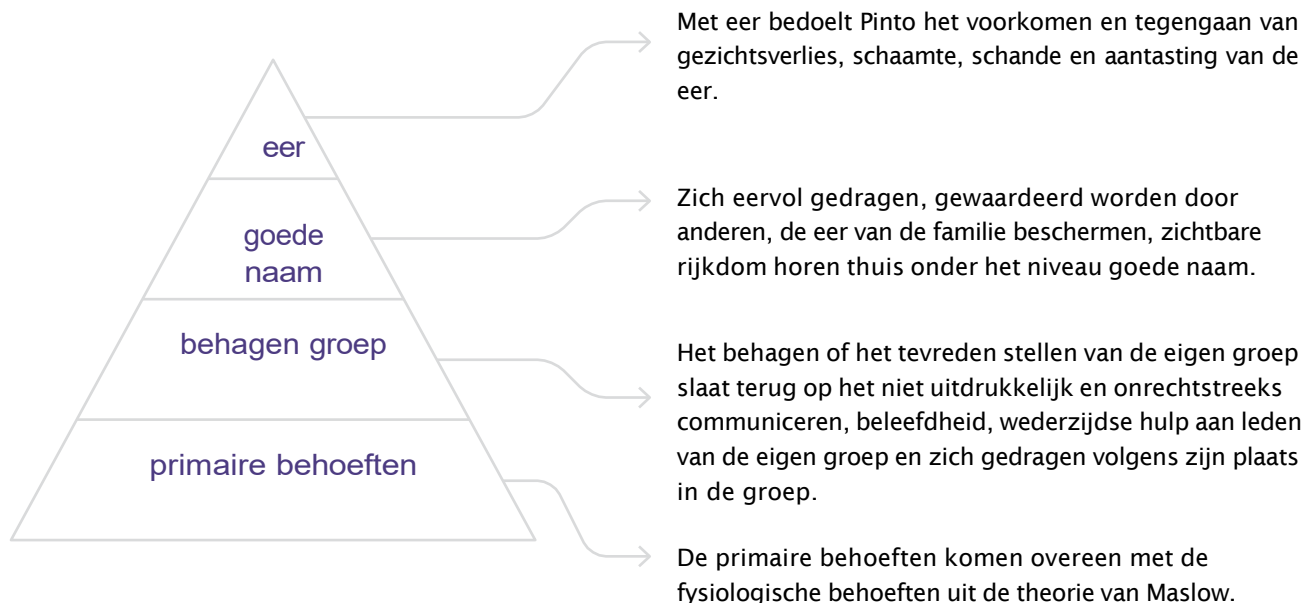 Met eer bedoelt Pinto het voorkomen en tegengaan van
gezichtsverlies, schaamte, schande en aantasting van de
eer.
eer
Zich eervol gedragen, gewaardeerd worden door
anderen, de eer van de familie beschermen, zichtbare
rijkdom horen thuis onder het niveau goede naam.
goede
naam
Het behagen of het tevreden stellen van de eigen groep
slaat terug op het niet uitdrukkelijk en onrechtstreeks
communiceren, beleefdheid, wederzijdse hulp aan leden
van de eigen groep en zich gedragen volgens zijn plaats
in de groep.
behagen groep
De primaire behoeften komen overeen met de
fysiologische behoeften uit de theorie van Maslow.
primaire behoeften